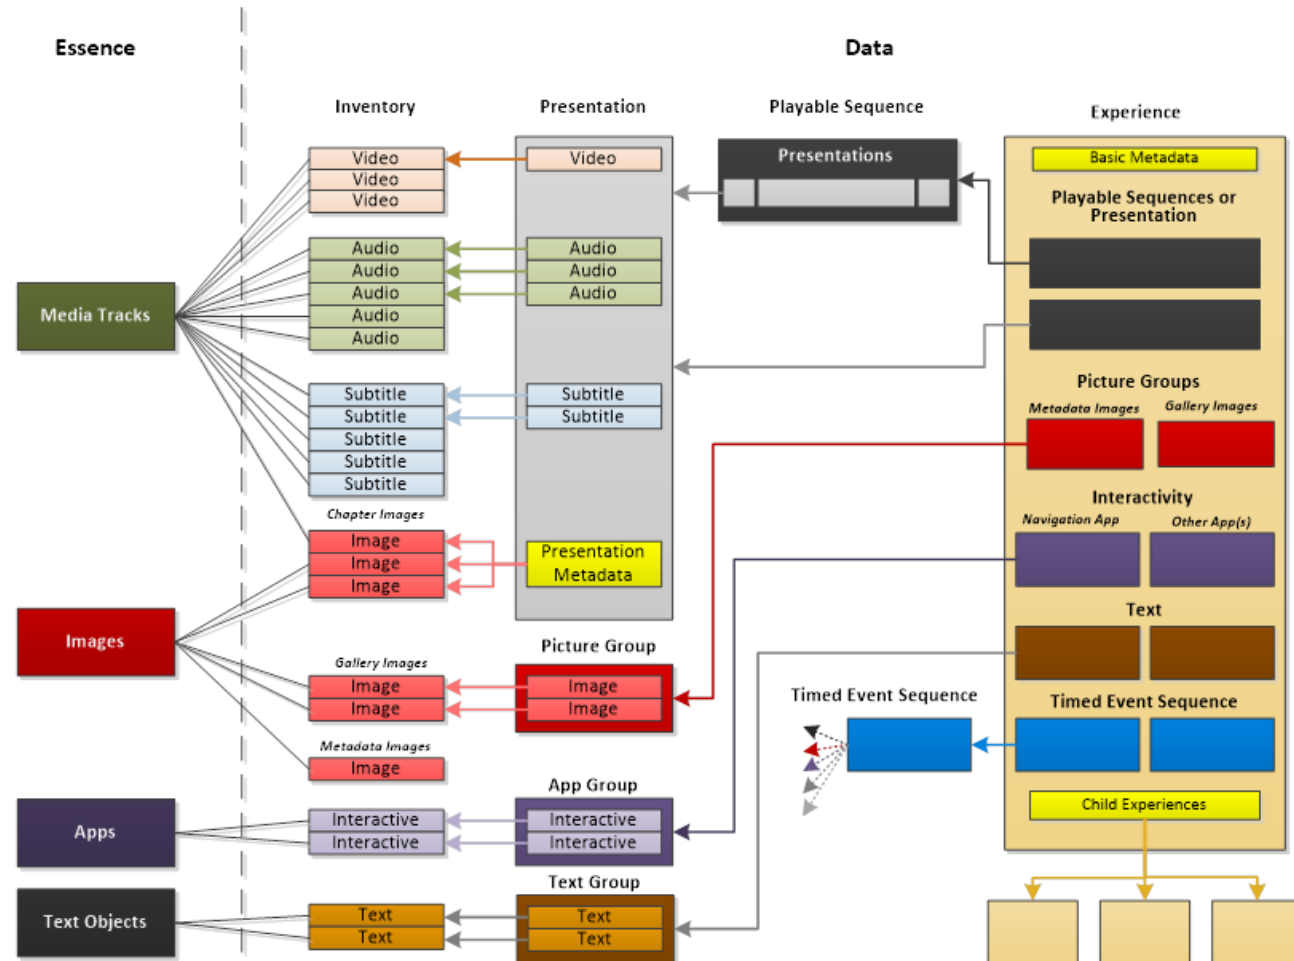 Essence
Data
Inventory
Presentation
Playable Sequence
Experience
Video
Video
Video
Video
Presentations
Basic Metadata
Playable Sequences or
Presentation
Audio
Audio
Audio
Audio
Audio
Audio
Audio
Audio
Media Tracks
Subtitle
Subtitle
Subtitle
Subtitle
Subtitle
Subtitle
Subtitle
Picture Groups
Metadata Images
Gallery Images
Interactivity
Navigation App
Other App(s)
Chapter Images
Image
Image
Image
Presentation
Metadata
Text
Images
Picture Group
Gallery Images
Image
Image
Image
Image
Timed Event Sequence
Timed Event Sequence
Metadata Images
Image
App Group
Child Experiences
Apps
Interactive
Interactive
Interactive
Interactive
Text Group
Text Objects
Text
Text
Text
Text